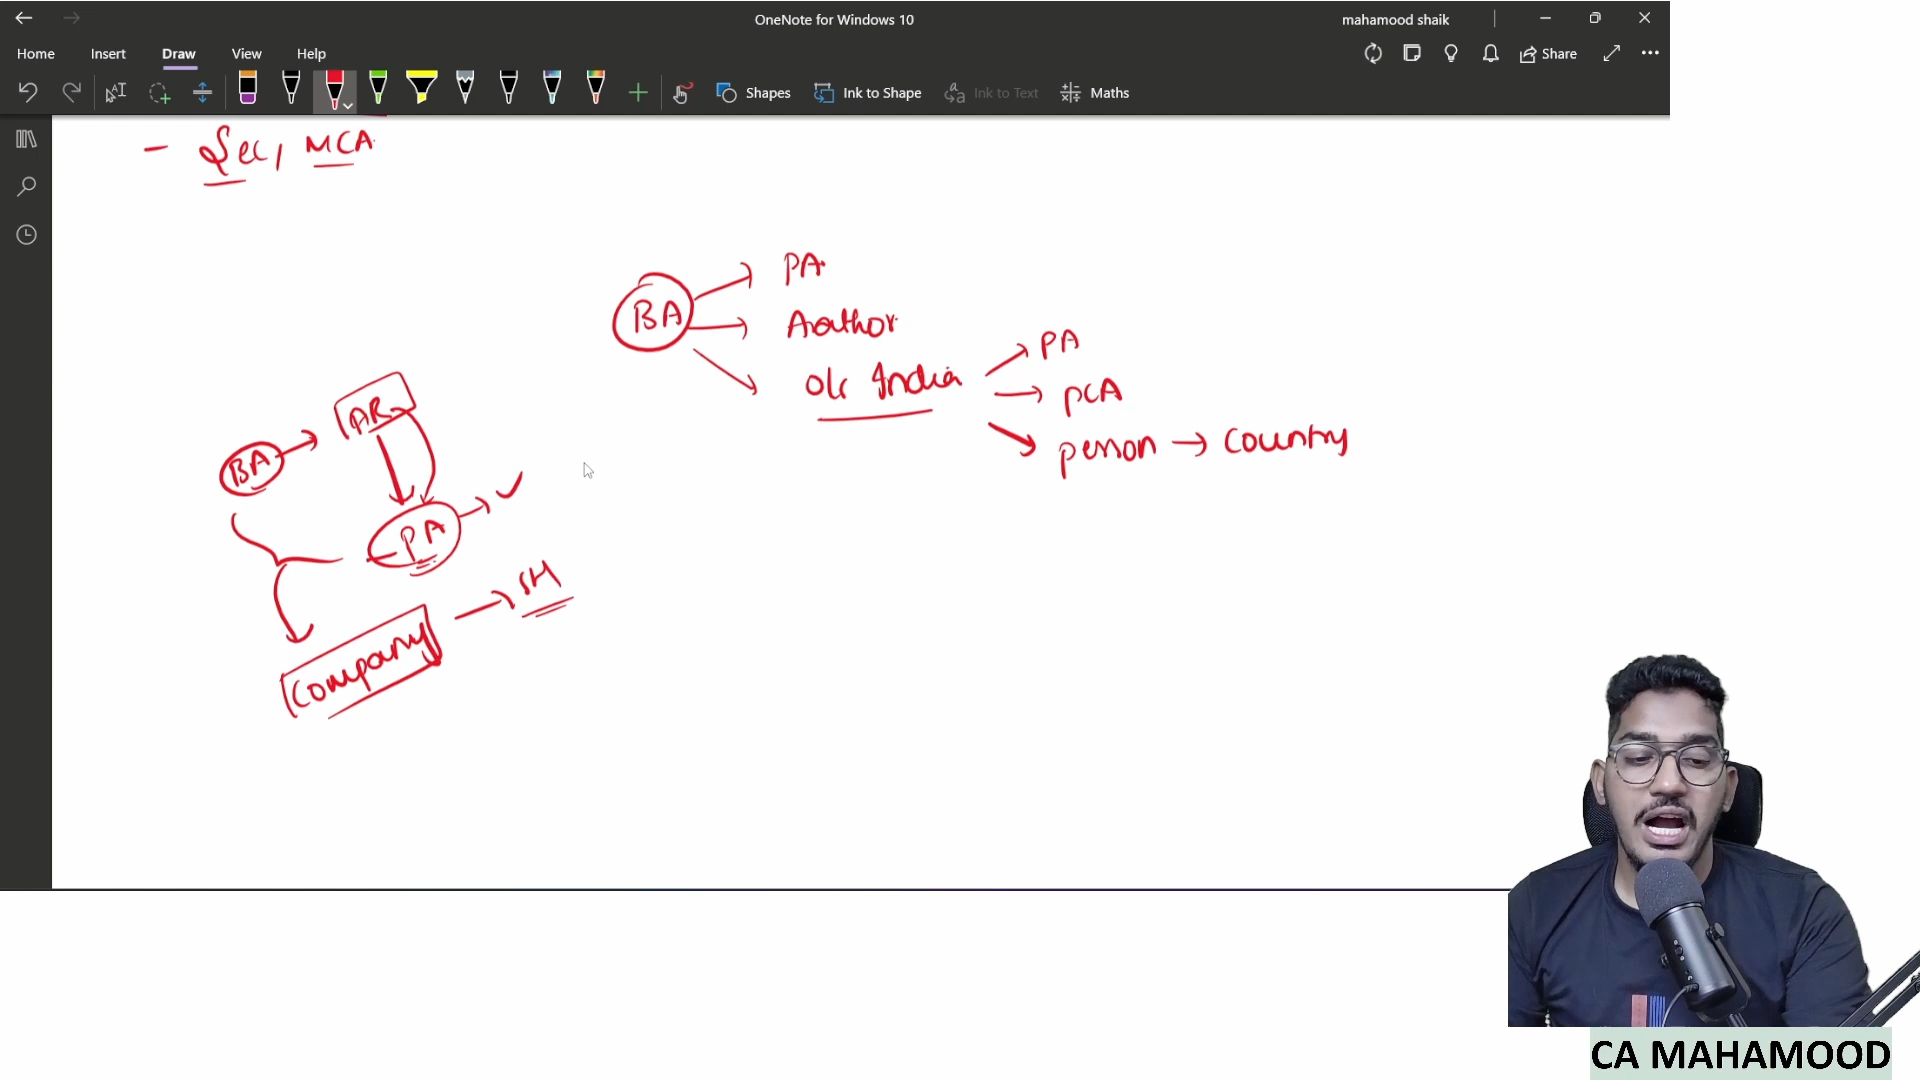 OneNote for Windows 10
mahamood shaik
Home
Insert
Draw
View
Help
Share
Shapes
Ink to Shape
Ink to Text
Maths
- Sec, MCA
BA
PA
Aathor
O/s India
PA
PCA
person → Country
BA
AR
PA
SH
Company
CA MAHAMOOD